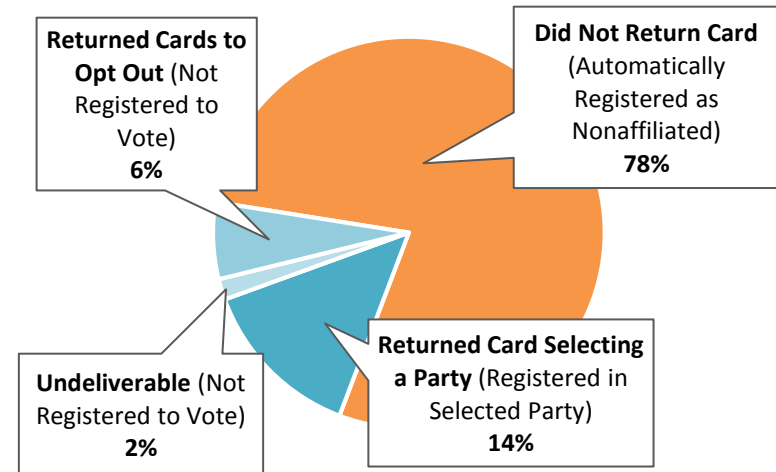 Returned Cards to
Opt Out (Not
Registered to
Vote)
6%
Did Not Return Card
(Automatically
Registered as
Nonaffiliated)
78%
Undeliverable (Not
Registered to Vote)
2%
Returned Card Selecting
a Party (Registered in
Selected Party)
14%